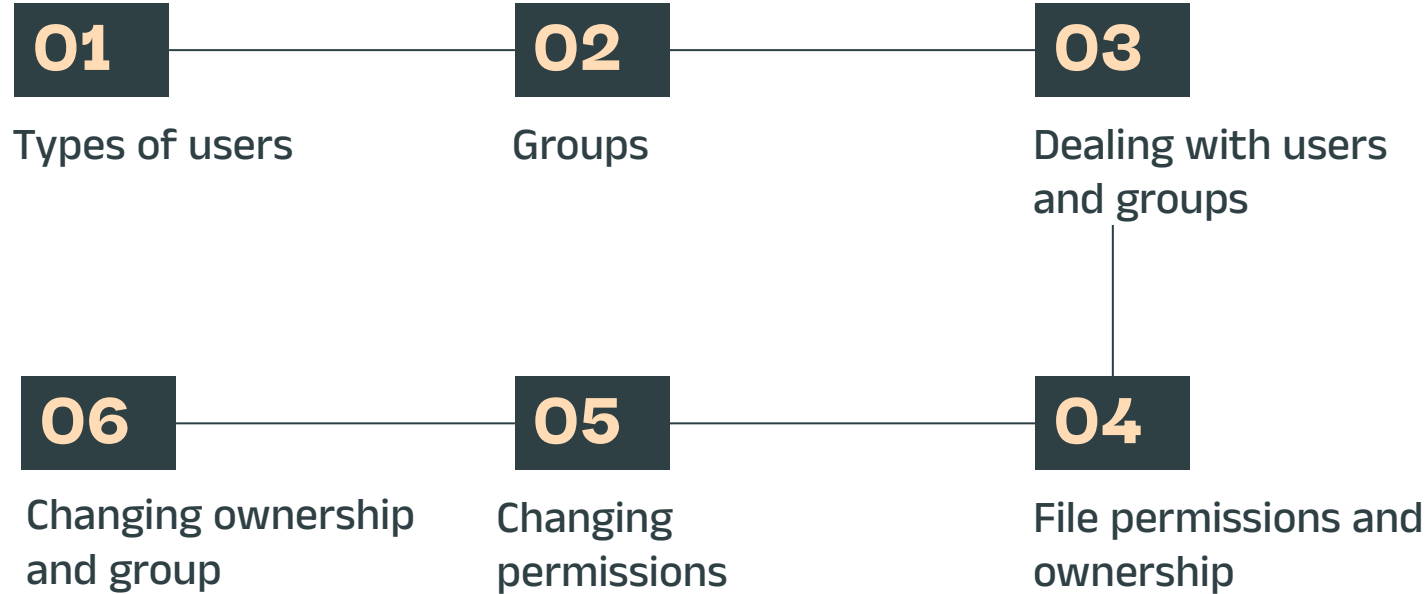 01
Types of users
02
Groups
03
Dealing with users
and groups
04
File permissions and
ownership
05
Changing
permissions
06
Changing ownership
and group